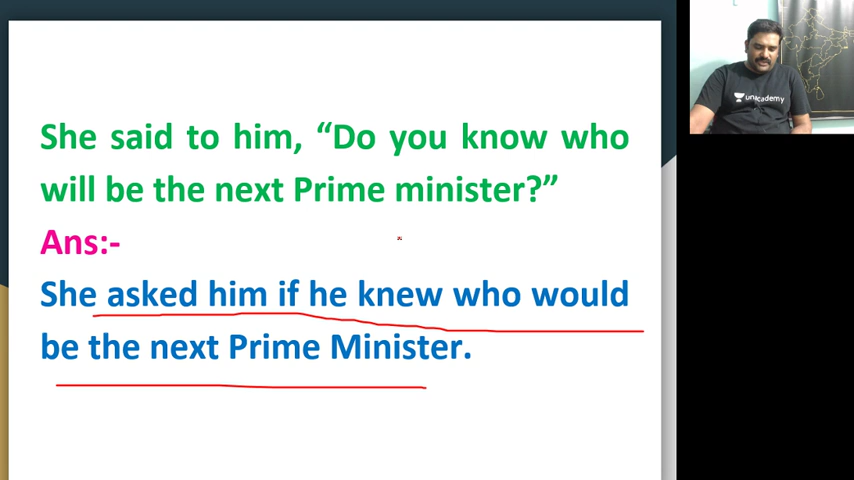 She said to him, “Do you know who
will be the next Prime minister?”
Ans:-
She asked him if he knew who would
be the next Prime Minister.
unacademy